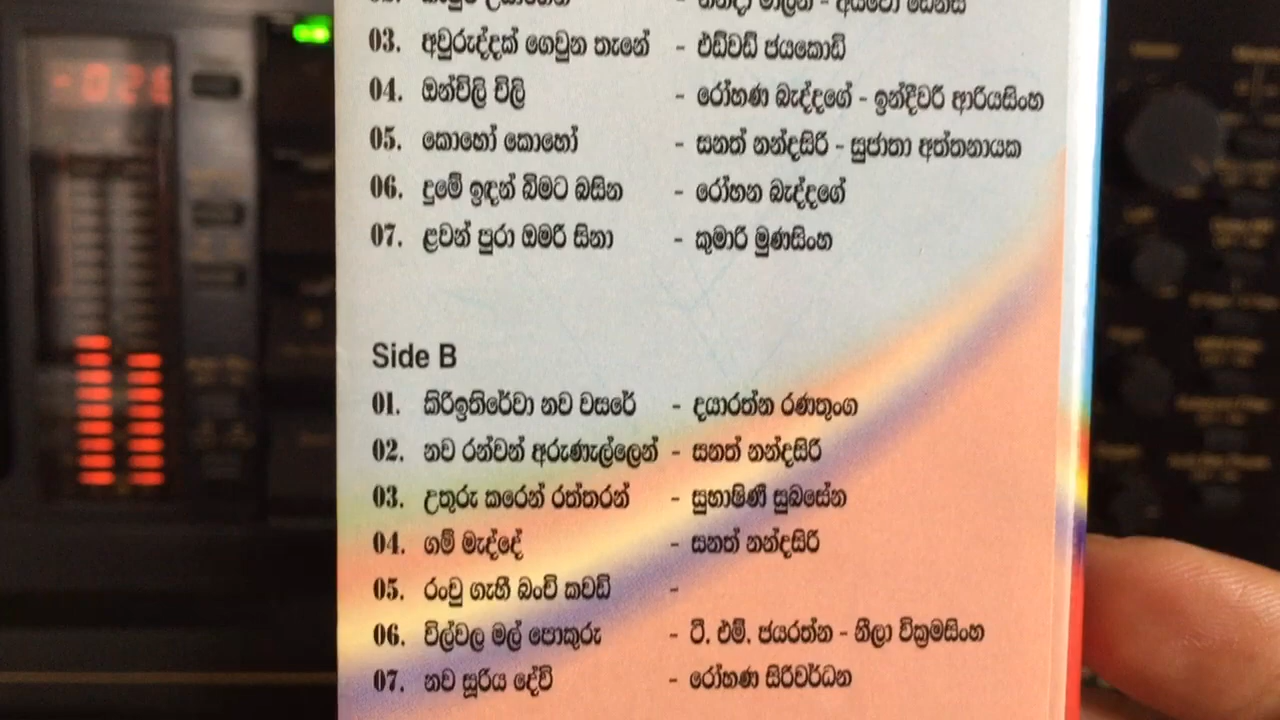 03. අවුරුද්දක් ගෙවුන තැනේ - එඩ්වඩ් ජයකොඩි
04. ඔන්චිලි චිලි - රෝහණ බැද්දගේ - ඉන්දීවරී ආරියසිංහ
05. කොහෝ කොහෝ - සනත් නන්දසිරි - සුජාතා අත්තනායක
06. දුමේ ඉඳන් බිමට බසින - රෝහන බැද්දගේ
07. ළවන් පුරා ඔමරි සිනා - කුමාරි මුණසිංහ
Side B
01. කිරිඉතිරේවා නව වසරේ - දයාරත්න රණතුංග
02. නව රන්වන් අරුණැල්ලෙන් - සනත් නන්දසිරි
03. උතුරු කරෙන් රත්තරන් - සුභාෂිණී සුබසේන
04. ගම් මැද්දේ - සනත් නන්දසිරි
05. රංචු ගැහී බංචි කවඩි -
06. විල්වල මල් පොකුරු - ටී. එම්. ජයරත්න - නීලා වික්‍රමසිංහ
07. නව සූරිය දේවි - රෝහණ සිරිවර්ධන